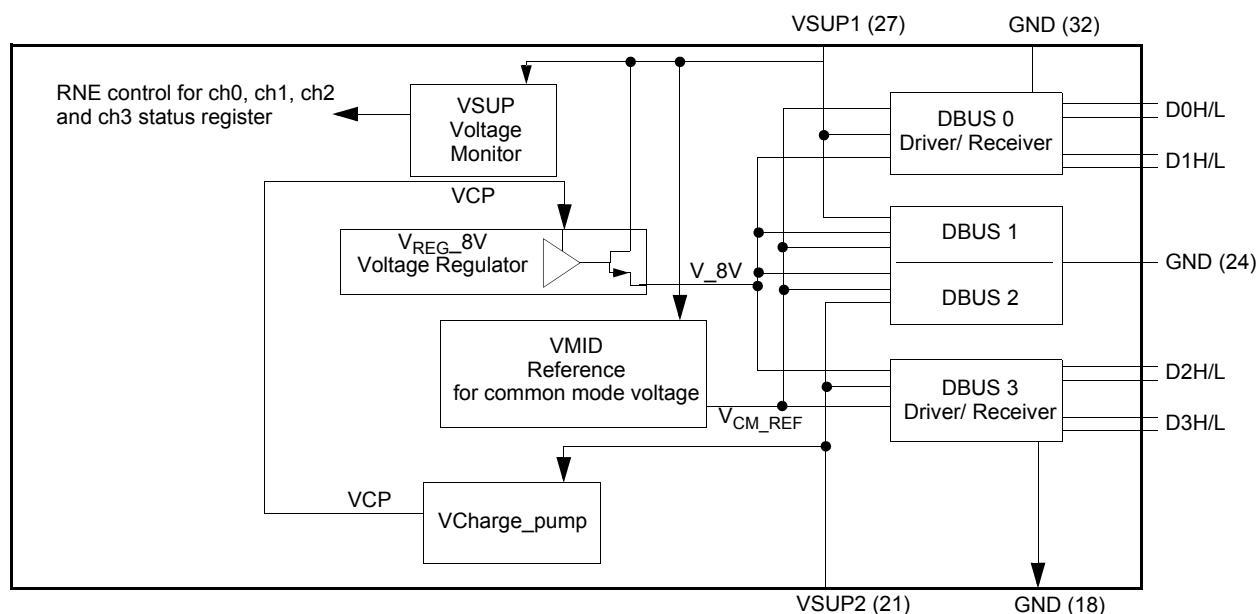 VSUP1 (27)
GND (32)
RNE control for ch0, ch1, ch2
and ch3 status register
VSUP
Voltage
Monitor
DBUS 0
Driver/ Receiver
D0H/L
D1H/L
VCP
VREG_8V
Voltage Regulator
V_8V
DBUS 1
DBUS 2
GND (24)
VMID
Reference
for common mode voltage
VCM_REF
DBUS 3
Driver/ Receiver
D2H/L
D3H/L
VCP
VCharge_pump
VSUP2 (21)
GND (18)